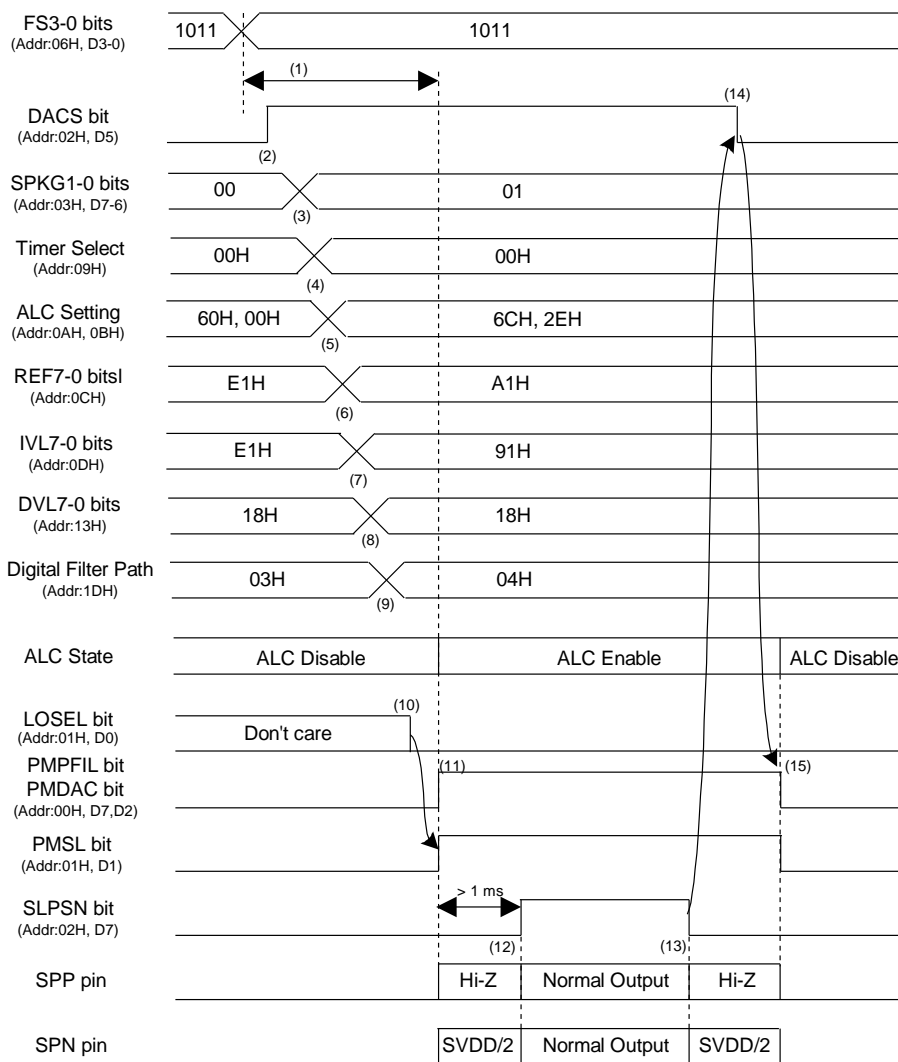 FS3-0 bits
(Addr:06H, D3-0)
1011
1011
(1)
DACS bit
(Addr:02H, D5)
(2)
(14)
SPKG1-0 bits
(Addr:03H, D7-6)
00
01
(3)
Timer Select
(Addr:09H)
00H
00H
(4)
ALC Setting
(Addr:0AH, 0BH)
60H, 00H
6CH, 2EH
(5)
REF7-0 bitsI
(Addr:0CH)
E1H
A1H
(6)
IVL7-0 bits
(Addr:0DH)
E1H
91H
(7)
DVL7-0 bits
(Addr:13H)
18H
18H
(8)
Digital Filter Path
(Addr:1DH)
03H
04H
(9)
ALC State
ALC Disable
ALC Enable
ALC Disable
LOSEL bit
(Addr:01H, D0)
Don't care
(10)
PMPFIL bit
PMDAC bit
(Addr:00H, D7,D2)
(11)
(15)
PMSL bit
(Addr:01H, D1)
SLPSN bit
(Addr:02H, D7)
> 1 ms
(12)
(13)
SPP pin
Hi-Z
Normal Output
Hi-Z
SPN pin
SVDD/2
Normal Output
SVDD/2